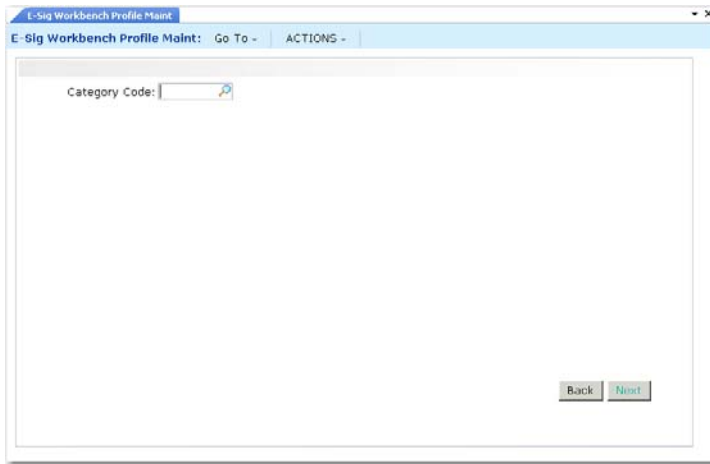 E-Sig Workbench Profile Maint
E-Sig Workbench Profile Maint: Go To ACTIONS
Category Code:
Back Next